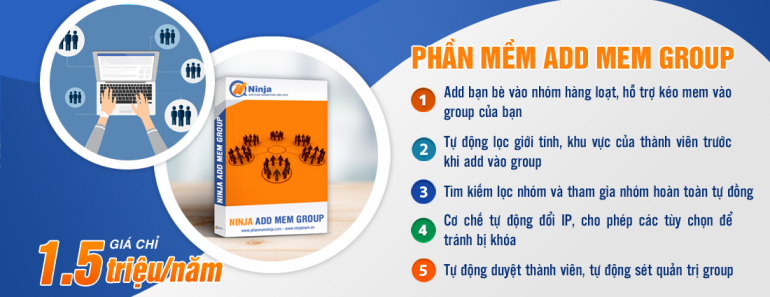 PHẦN MỀM ADD MEM GROUP
1 Add bạn bè vào nhóm hàng loạt, hỗ trợ kéo mem vào
group của bạn
2 Tự động lọc giới tính, khu vực của thành viên trước
khi add vào group
3 Tìm kiếm lọc nhóm và tham gia nhóm hoàn toàn tự đồng
4 Cơ chế tự động đổi IP, cho phép các tùy chọn để
tránh bị khóa
5 Tự động duyệt thành viên, tự động sét quản trị group
Ninja
NINJA ADD MEM GROUP
NINJA ADD MEM GROUP
GIÁ CHỈ
1.5 triệu/năm